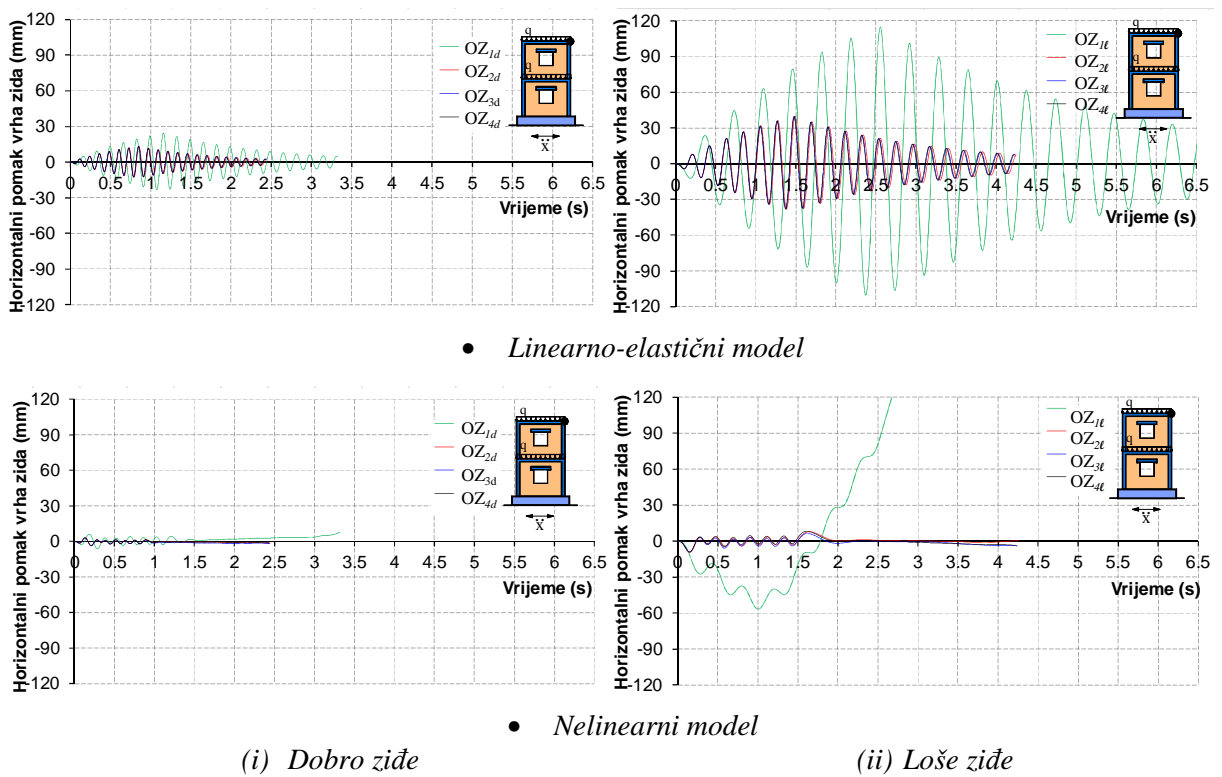 Horizontalni pomak vrha zida (mm)
120
90
60
30
0
-30
-60
-90
-120
0 0.5 1 1.5 2 2.5 3 3.5 4 4.5 5 5.5 6 6.5
Vrijeme (s)
OZ1d
OZ2d
OZ3d
OZ4d
q
q
ẍ
Horizontalni pomak vrha zida (mm)
120
90
60
30
0
-30
-60
-90
-120
0 0.5 1 1.5 2 2.5 3 3.5 4 4.5 5 5.5 6 6.5
Vrijeme (s)
OZ1ℓ
OZ2ℓ
OZ3ℓ
OZ4ℓ
q
q
ẍ
• Linearno-elastični model
Horizontalni pomak vrha zida (mm)
120
90
60
30
0
-30
-60
-90
-120
0 0.5 1 1.5 2 2.5 3 3.5 4 4.5 5 5.5 6 6.5
Vrijeme (s)
OZ1d
OZ2d
OZ3d
OZ4d
q
q
ẍ
Horizontalni pomak vrha zida (mm)
120
90
60
30
0
-30
-60
-90
-120
0 0.5 1 1.5 2 2.5 3 3.5 4 4.5 5 5.5 6 6.5
Vrijeme (s)
OZ1ℓ
OZ2ℓ
OZ3ℓ
OZ4ℓ
q
q
ẍ
• Nelinearni model
(i) Dobro ziđe
(ii) Loše ziđe